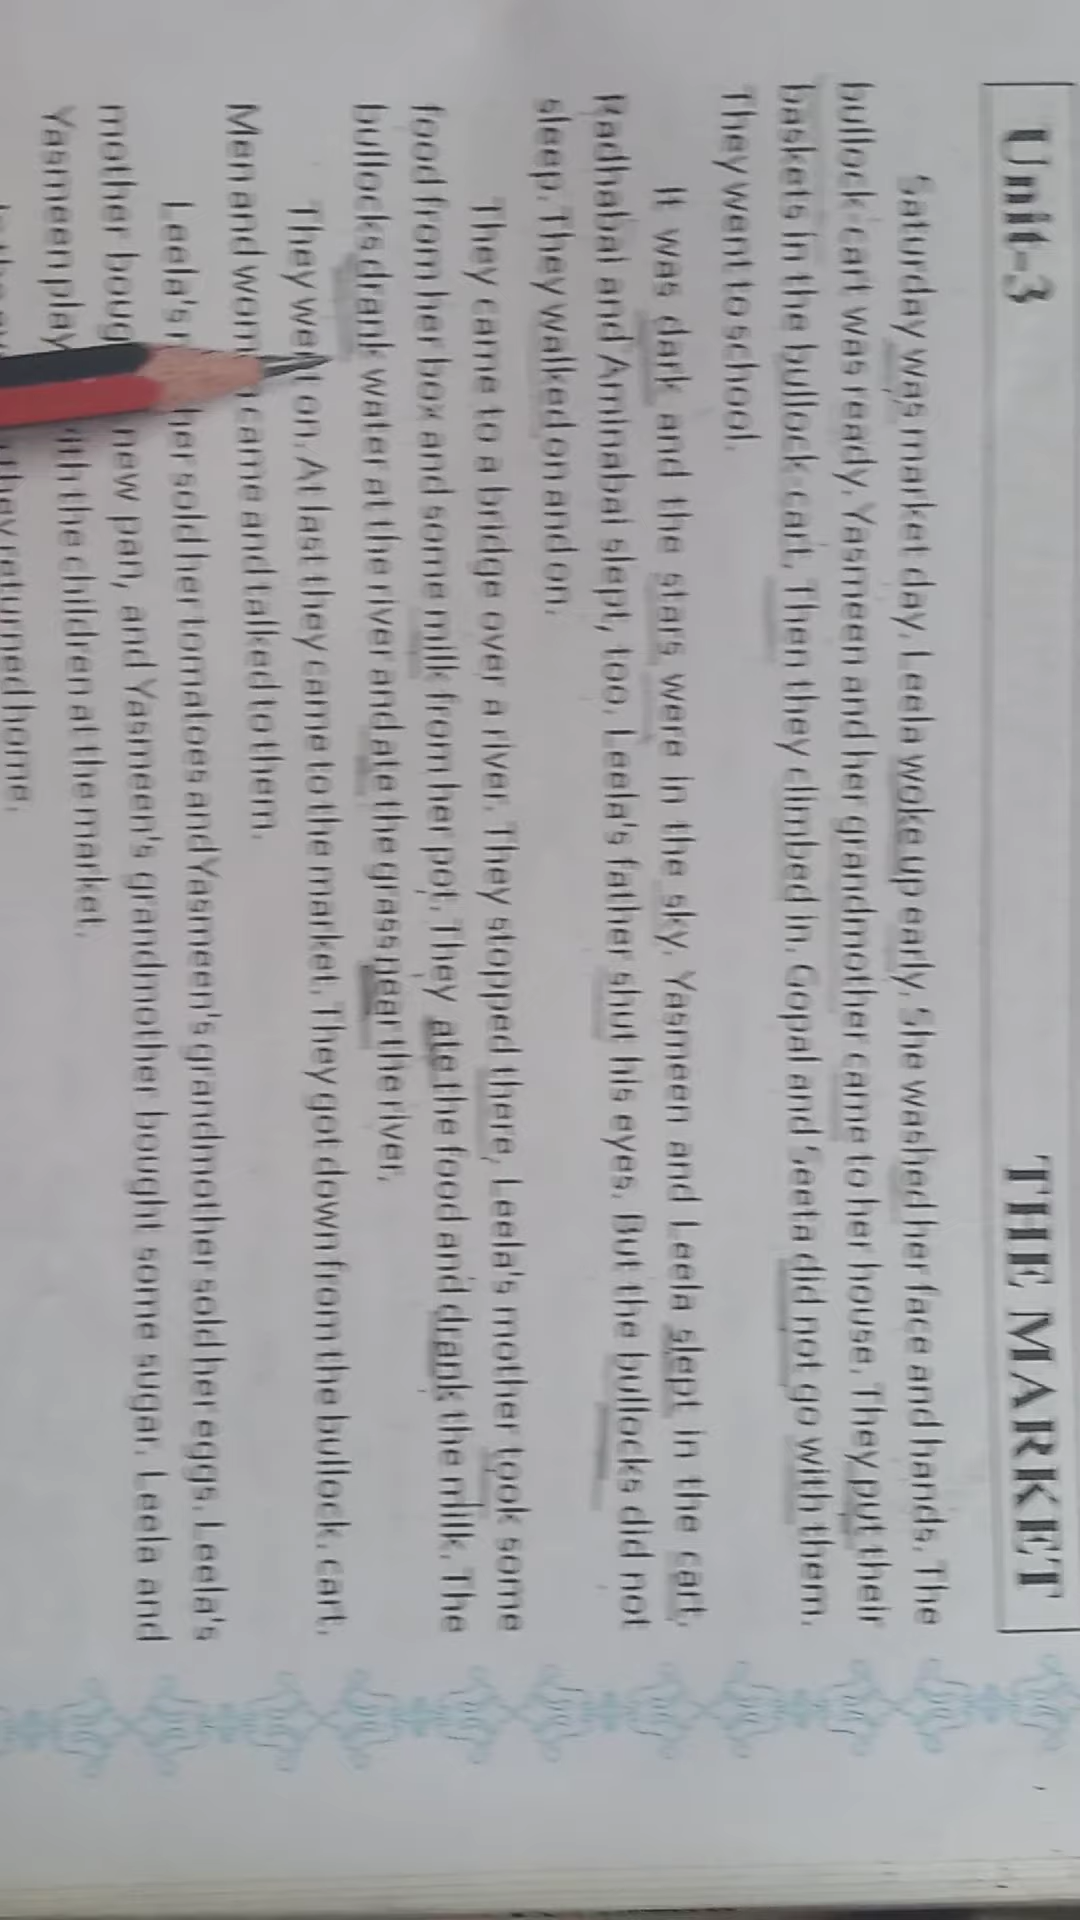 Unit-3 THE MARKET
Saturday was market day. Leela woke up early. She washed her face and hands. The
bullock-cart was ready. Yasmeen and her grandmother came to her house. They put their
baskets in the bullock-cart. Then they climbed in. Gopal and Seeta did not go with them.
They went to school.
It was dark and the stars were in the sky. Yasmeen and Leela slept in the cart.
Radhabai and Aminabai slept, too. Leela's father shut his eyes. But the bullocks did not
sleep. They walked on and on.
They came to a bridge over a river. They stopped there. Leela's mother took some
food from her box and some milk from her pot. They ate the food and drank the milk. The
bullocks drank water at the river and ate the grass near the river.
They went on. At last they came to the market. They got down from the bullock. cart.
Men and came and talked to them.
Leela's sold her tomatoes and Yasmeen's grandmother sold her eggs. Leela's
mother new pan, and Yasmeen's grandmother bought some sugar. Leela and
Yasmeen the children at the market.
they returned home.